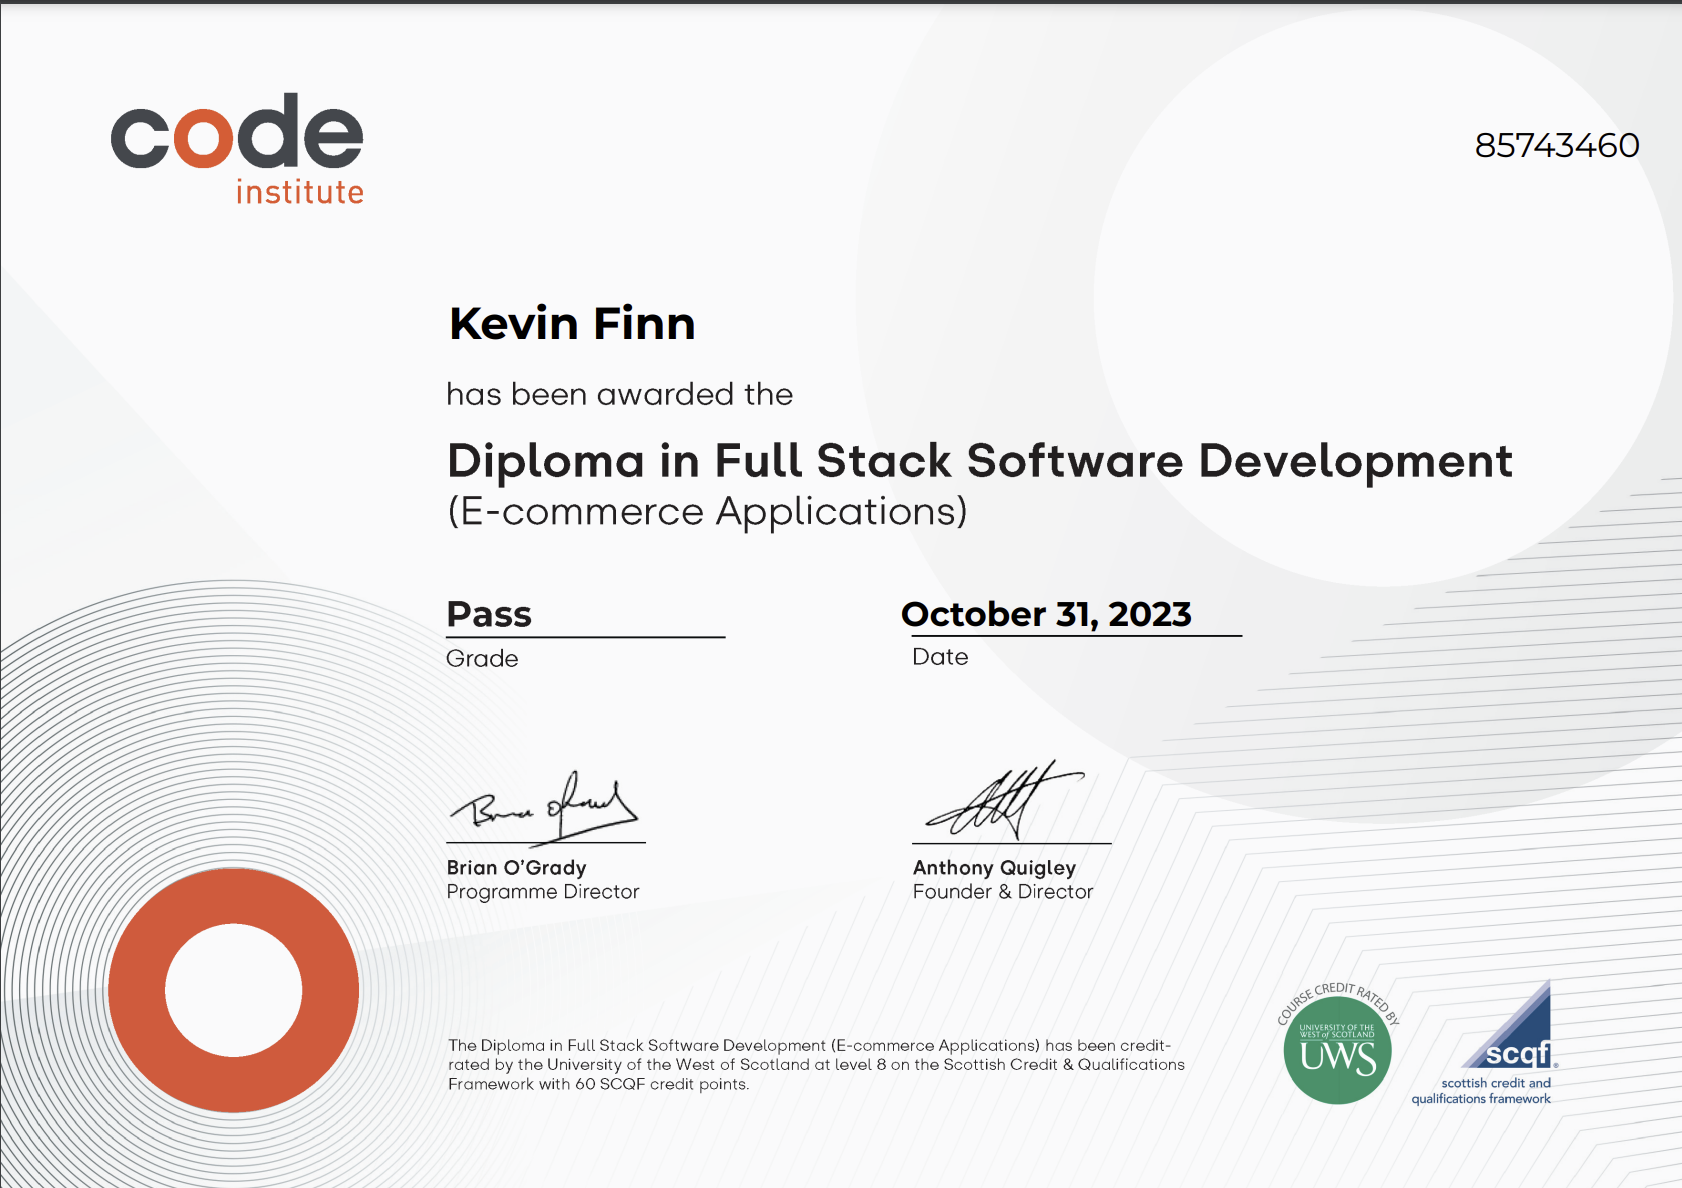 code
institute
85743460
Kevin Finn
has been awarded the
Diploma in Full Stack Software Development
(E-commerce Applications)
Pass
Grade
October 31, 2023
Date
Brian O'Grady
Programme Director
Anthony Quigley
Founder & Director
The Diploma in Full Stack Software Development (E-commerce Applications) has been credit-
rated by the University of the West of Scotland at level 8 on the Scottish Credit & Qualifications
Framework with 60 SCQF credit points.
COURSE CREDIT RATED BY
UNIVERSITY OF THE
WEST of SCOTLAND
UWS
scqf®
scottish credit and
qualifications framework